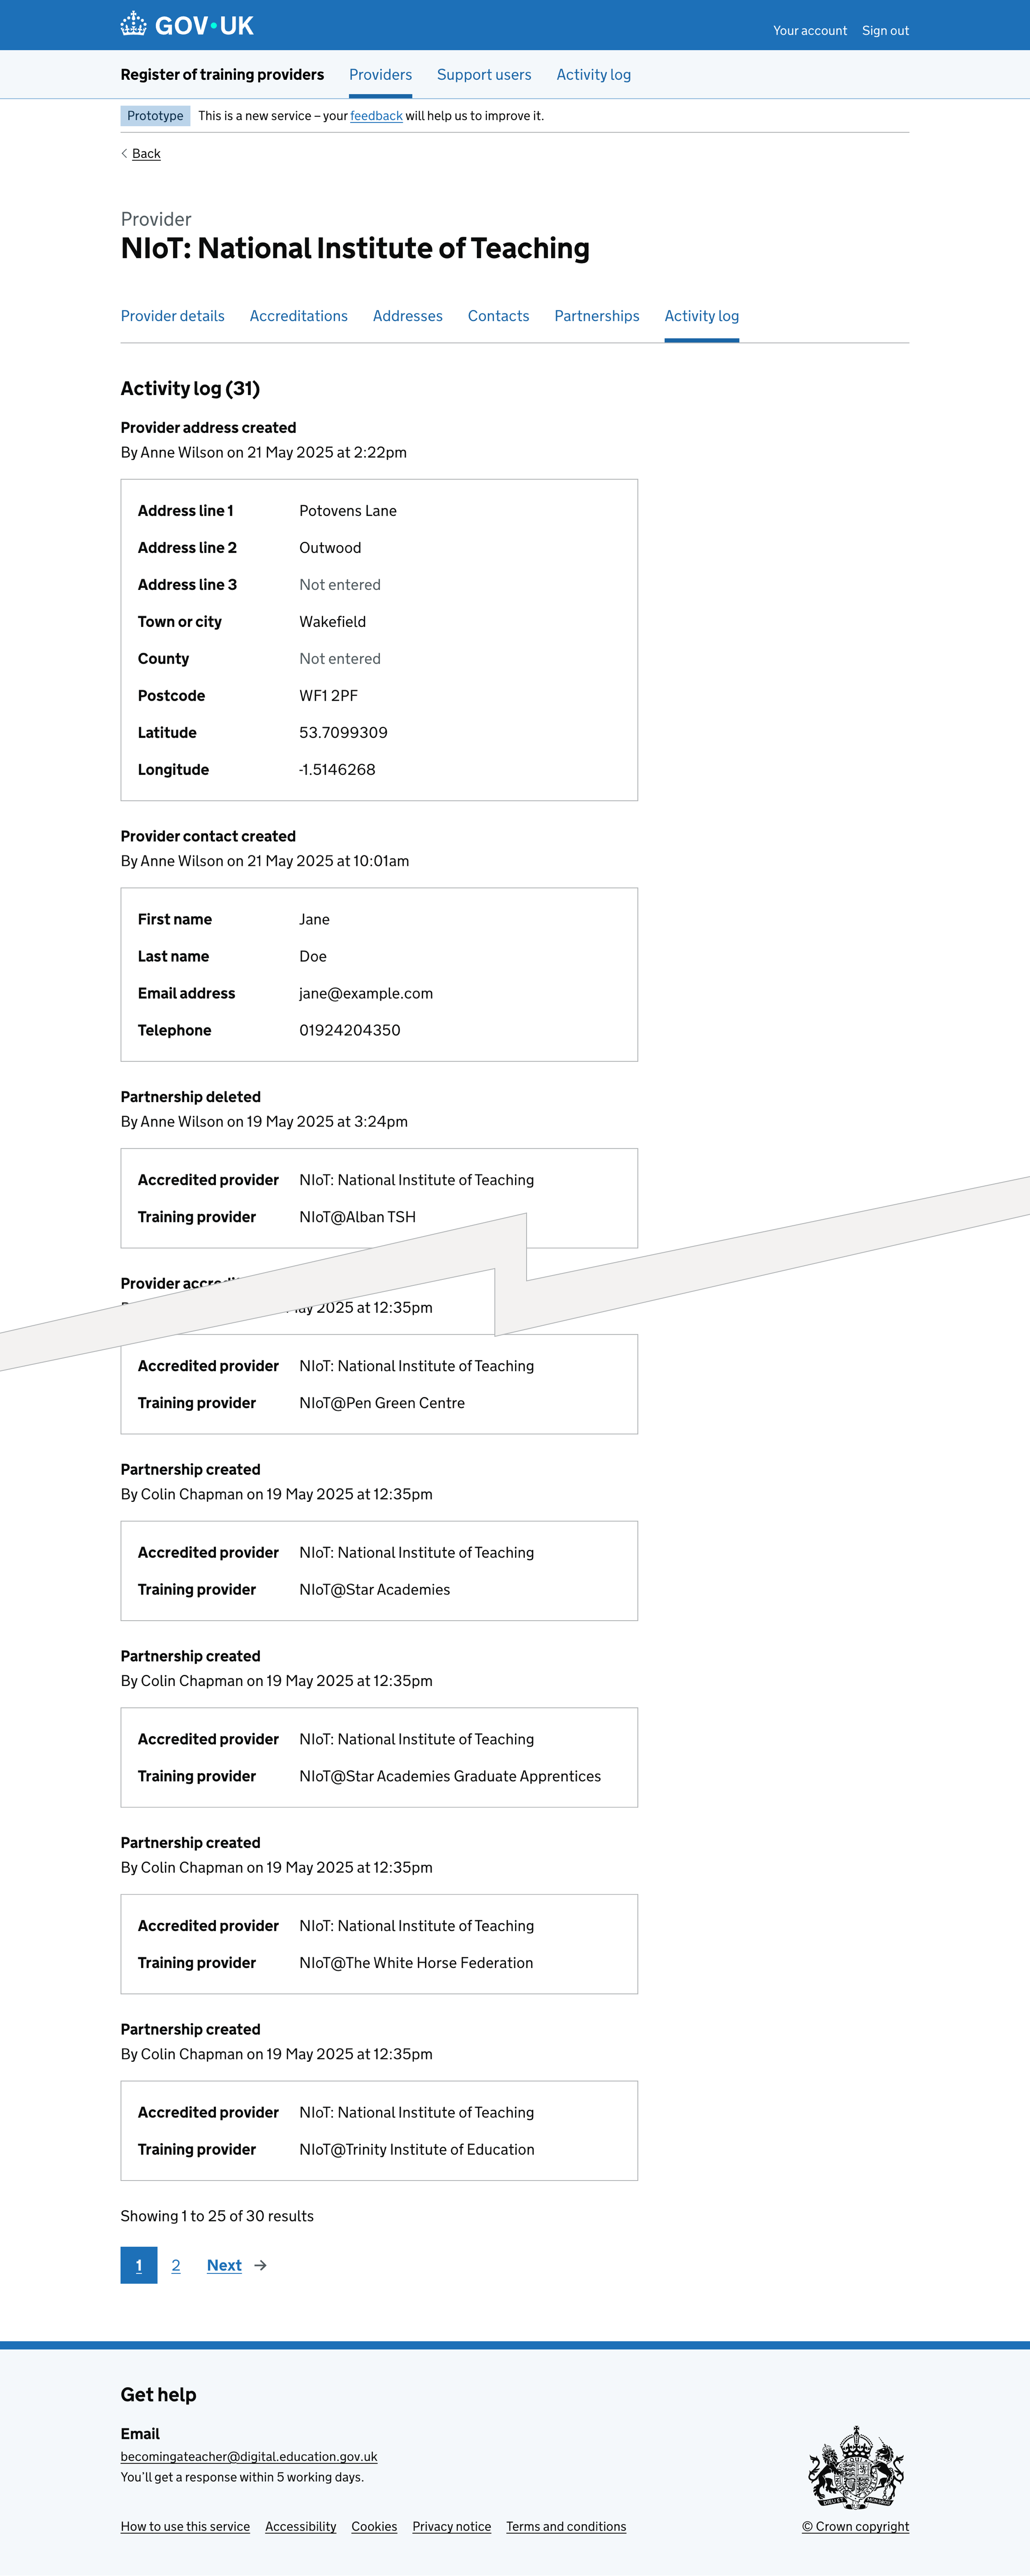 GOV·UK
Your account Sign out
Register of training providers Providers Support users Activity log
Prototype This is a new service – your feedback will help us to improve it.
Back
Provider
NIoT: National Institute of Teaching
Provider details Accreditations Addresses Contacts Partnerships Activity log
Activity log (31)
Provider address created
By Anne Wilson on 21 May 2025 at 2:22pm
Address line 1 Potovens Lane
Address line 2 Outwood
Address line 3 Not entered
Town or city Wakefield
County Not entered
Postcode WF1 2PF
Latitude 53.7099309
Longitude -1.5146268
Provider contact created
By Anne Wilson on 21 May 2025 at 10:01am
First name Jane
Last name Doe
Email address jane@example.com
Telephone 01924204350
Partnership deleted
By Anne Wilson on 19 May 2025 at 3:24pm
Accredited provider NIoT: National Institute of Teaching
Training provider NIoT@Alban TSH
Provider
May 2025 at 12:35pm
Accredited provider NIoT: National Institute of Teaching
Training provider NIoT@Pen Green Centre
Partnership created
By Colin Chapman on 19 May 2025 at 12:35pm
Accredited provider NIoT: National Institute of Teaching
Training provider NIoT@Star Academies
Partnership created
By Colin Chapman on 19 May 2025 at 12:35pm
Accredited provider NIoT: National Institute of Teaching
Training provider NIoT@Star Academies Graduate Apprentices
Partnership created
By Colin Chapman on 19 May 2025 at 12:35pm
Accredited provider NIoT: National Institute of Teaching
Training provider NIoT@The White Horse Federation
Partnership created
By Colin Chapman on 19 May 2025 at 12:35pm
Accredited provider NIoT: National Institute of Teaching
Training provider NIoT@Trinity Institute of Education
Showing 1 to 25 of 30 results
1 2 Next →
Get help
Email
becomingateacher@digital.education.gov.uk
You'll get a response within 5 working days.
How to use this service Accessibility Cookies Privacy notice Terms and conditions
© Crown copyright